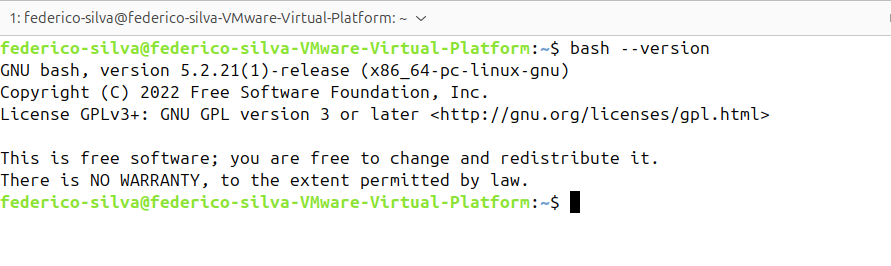 1: federico-silva@federico-silva-VMware-Virtual-Platform: ~
federico-silva@federico-silva-VMware-Virtual-Platform:~$ bash --version
GNU bash, version 5.2.21(1)-release (x86_64-pc-linux-gnu)
Copyright (C) 2022 Free Software Foundation, Inc.
License GPLv3+: GNU GPL version 3 or later <http://gnu.org/licenses/gpl.html>

This is free software; you are free to change and redistribute it.
There is NO WARRANTY, to the extent permitted by law.
federico-silva@federico-silva-VMware-Virtual-Platform:~$